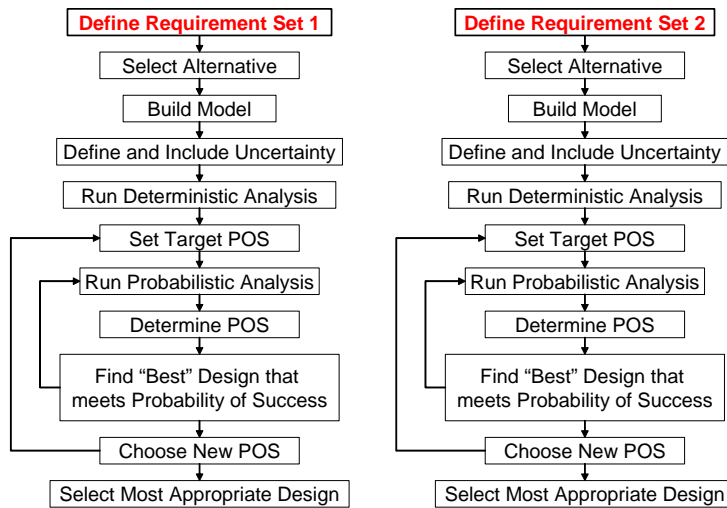 Define Requirement Set 1
Select Alternative
Build Model
Define and Include Uncertainty
Run Deterministic Analysis
Set Target POS
Run Probabilistic Analysis
Determine POS
Find “Best” Design that
meets Probability of Success
Choose New POS
Select Most Appropriate Design
Define Requirement Set 2
Select Alternative
Build Model
Define and Include Uncertainty
Run Deterministic Analysis
Set Target POS
Run Probabilistic Analysis
Determine POS
Find “Best” Design that
meets Probability of Success
Choose New POS
Select Most Appropriate Design